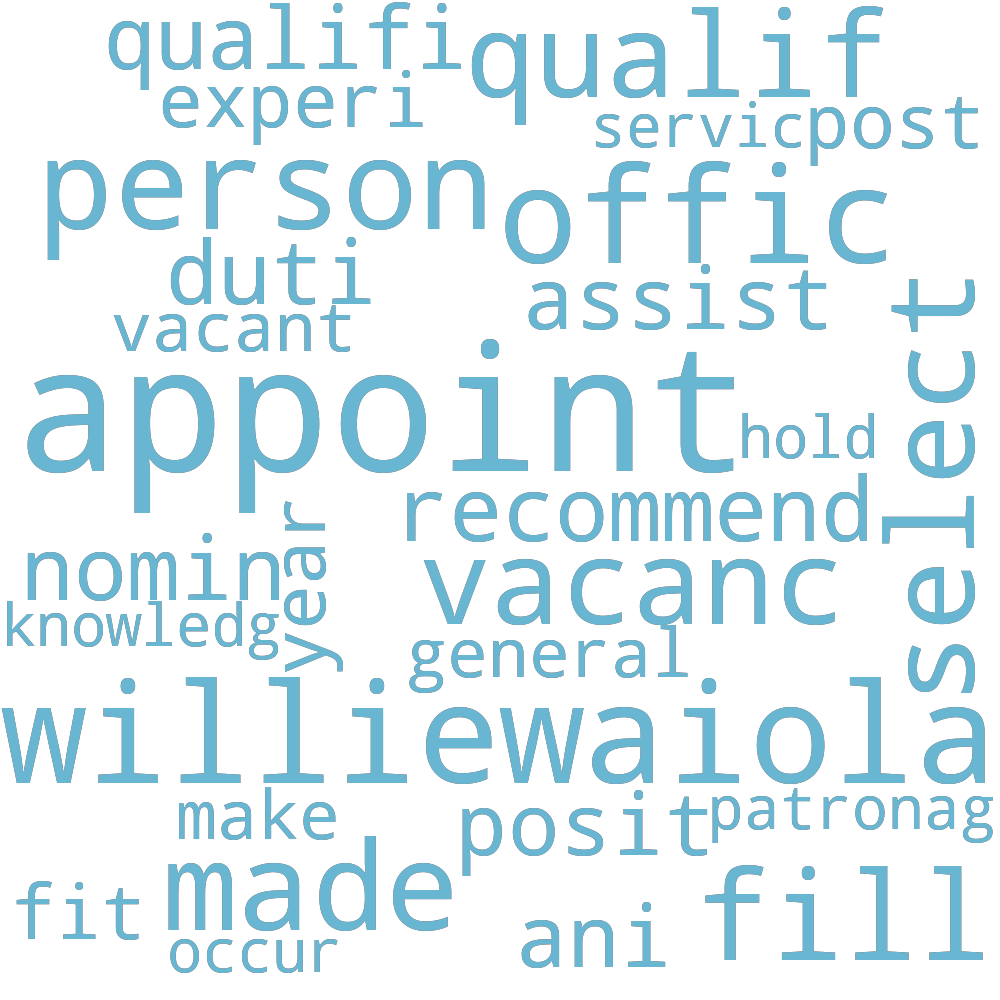 qualifi qualif
experi
servic post
person offic
duti
assist
vacant
select
appoint
hold
recommend
year
nomin
vacanc
knowledg
general
williewaiola
make
posit patronag
made
fill
fit
ani
occur